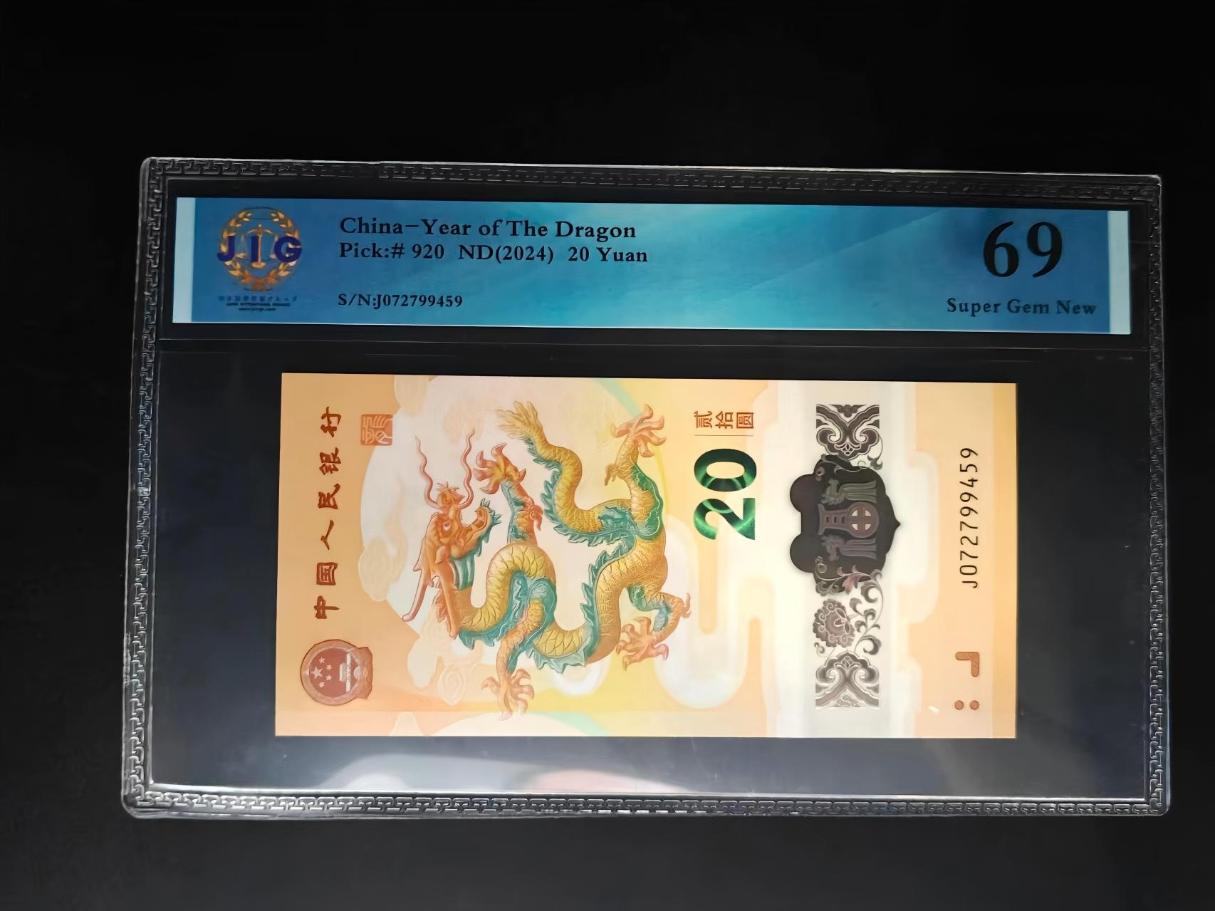 JIG
China-Year of The Dragon
Pick:# 920 ND(2024) 20 Yuan
S/N:J072799459
69
Super Gem New
中国人民银行
贰拾圆
20
J072799459